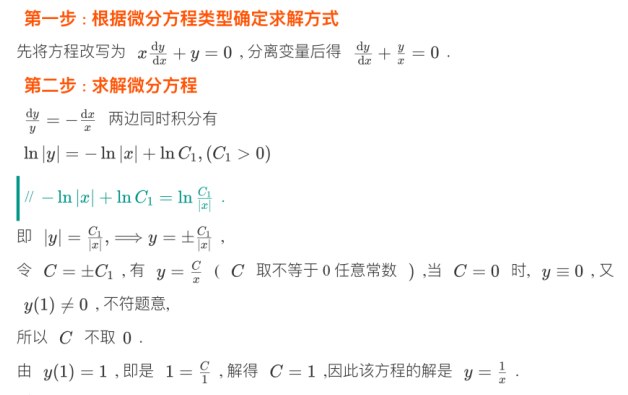 第一步：根据微分方程类型确定求解方式
先将方程改写为 x dy/dx + y = 0 , 分离变量后得 dy/dx + y/x = 0 .
第二步：求解微分方程
dy/y = − dx/x 两边同时积分有
ln|y| = − ln|x| + ln C₁, (C₁ > 0)
// − ln|x| + ln C₁ = ln C₁/|x| .
即 |y| = C₁/|x|, ⟹ y = ± C₁/|x| ,
令 C = ±C₁ , 有 y = C/x ( C 取不等于 0 任意常数 ) , 当 C = 0 时, y ≡ 0 , 又
y(1) ≠ 0 , 不符题意,
所以 C 不取 0 .
由 y(1) = 1 , 即是 1 = C/1 , 解得 C = 1 ,因此该方程的解是 y = 1/x .